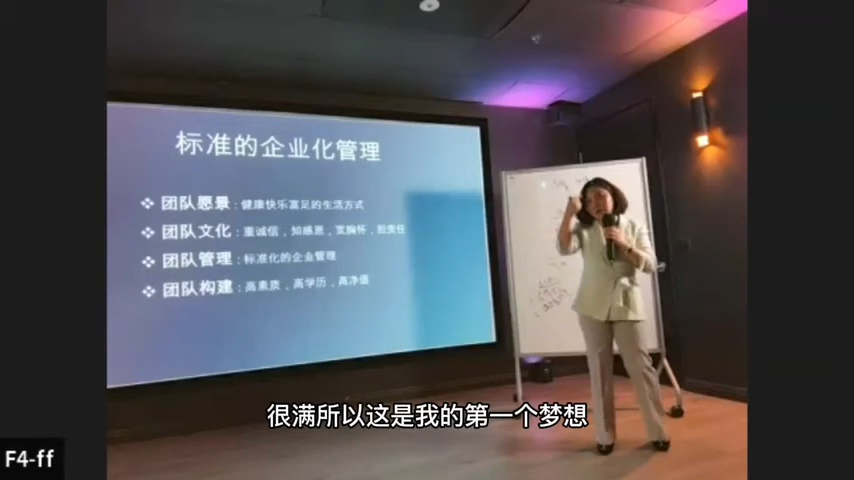 标准的企业化管理
❖ 团队愿景：健康快乐富足的生活方式
❖ 团队文化：重诚信，知感恩，宽胸怀，担责任
❖ 团队管理：标准化的企业管理
❖ 团队构建：高素质，高学历，高净值
很满所以这是我的第一个梦想
F4-ff